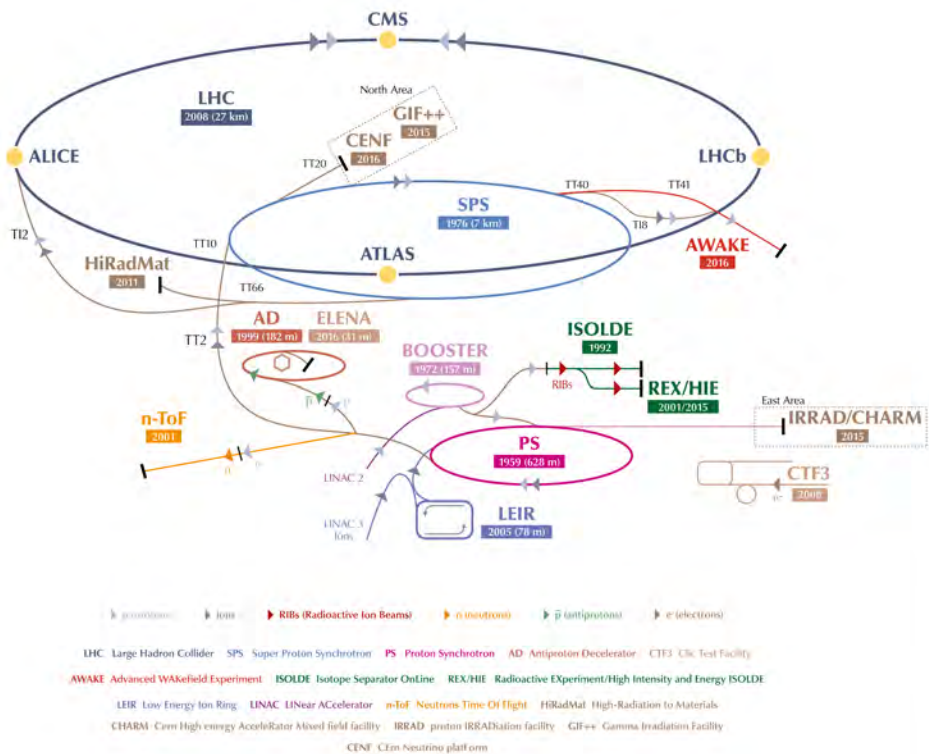 CMS
LHC
2008 (27 km)
North Area
GIF++
2015
CENF
2016
TT20
ALICE
LHCb
TT40
TT41
SPS
1976 (7 km)
TI8
TI2
TT10
ATLAS
AWAKE
2016
HiRadMat
2011
TT66
AD
1999 (182 m)
ELENA
2016 (31 m)
TT2
ISOLDE
1992
BOOSTER
1972 (157 m)
RIBs
REX/HIE
2001/2015
p
p
East Area
IRRAD/CHARM
2015
n-ToF
2001
n
p
PS
1959 (628 m)
LINAC 2
CTF3
2008
e-
LEIR
2005 (78 m)
LINAC 3
Ions
p (protons) ions RIBs (Radioactive Ion Beams) n (neutrons) p̅ (antiprotons) e- (electrons)
LHC Large Hadron Collider SPS Super Proton Synchrotron PS Proton Synchrotron AD Antiproton Decelerator CTF3 Clic Test Facility
AWAKE Advanced WAKefield Experiment ISOLDE Isotope Separator OnLine REX/HIE Radioactive EXperiment/High Intensity and Energy ISOLDE
LEIR Low Energy Ion Ring LINAC LINear ACcelerator n-ToF Neutrons Time Of Flight HiRadMat High-Radiation to Materials
CHARM Cern High energy AcceleRator Mixed field facility IRRAD proton IRRADiation facility GIF++ Gamma Irradiation Facility
CENF CErn Neutrino platform